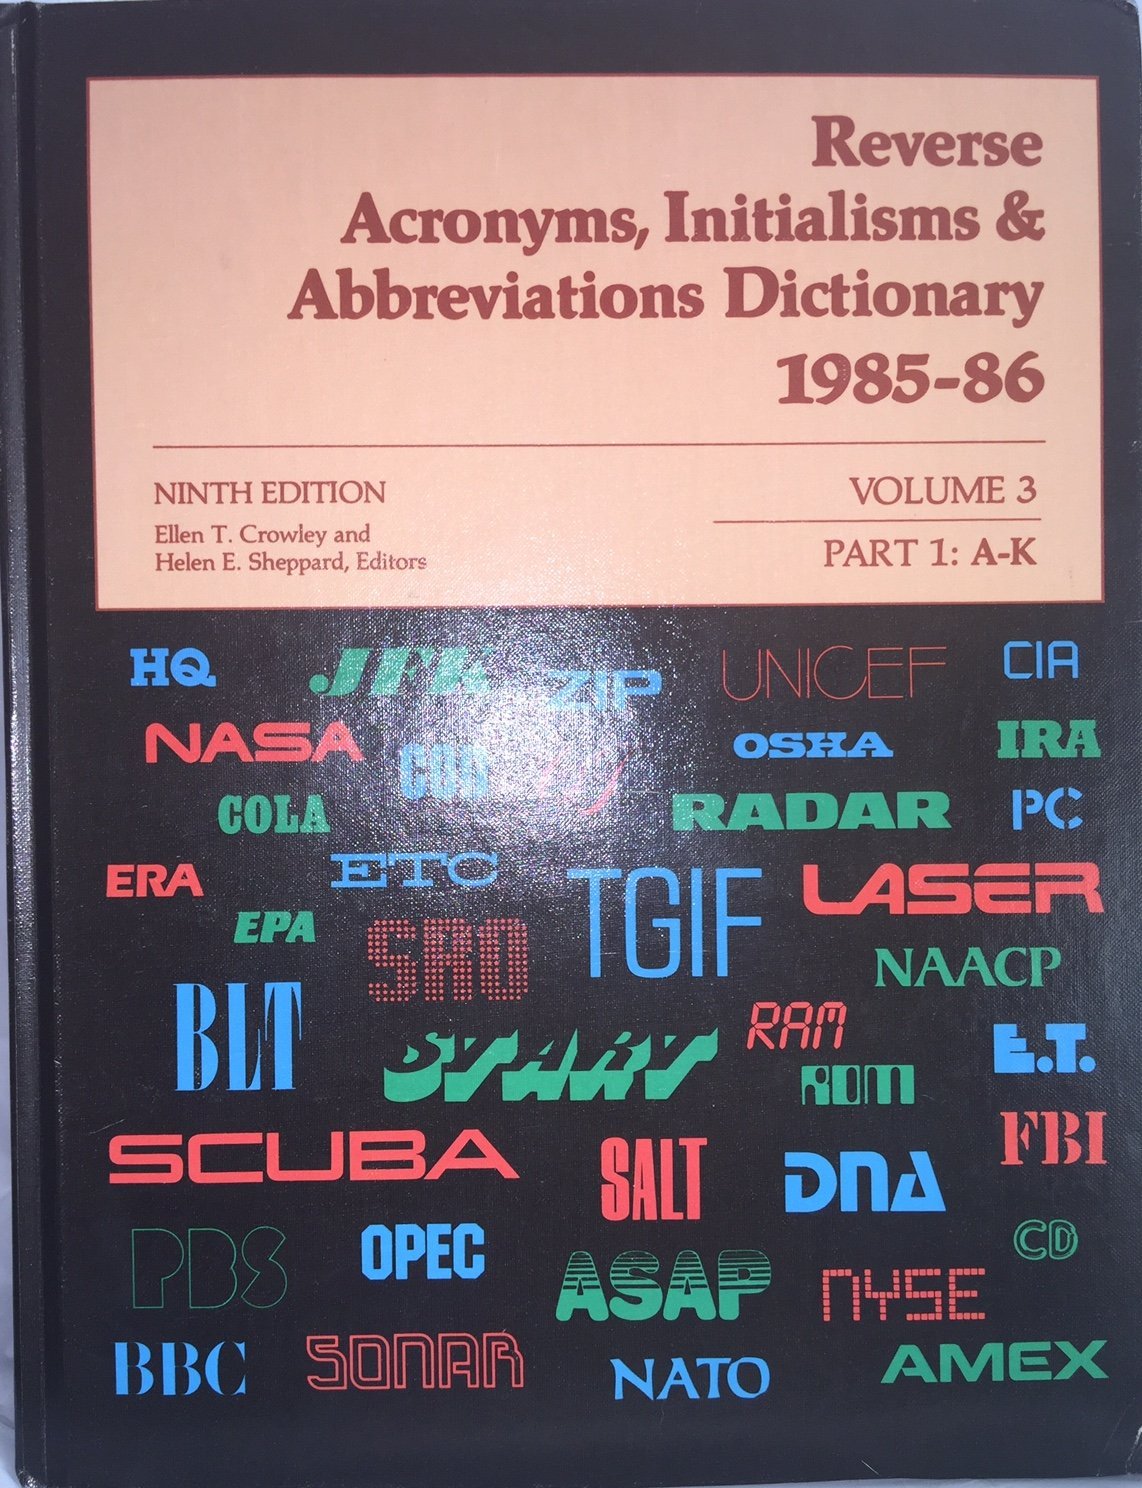 Reverse
Acronyms, Initialisms &
Abbreviations Dictionary
1985-86
NINTH EDITION
Ellen T. Crowley and
Helen E. Sheppard, Editors
VOLUME 3
PART 1: A-K
HQ JFK ZIP UNICEF CIA
NASA OSHA IRA
COLA RADAR PC
ERA ETC TGIF LASER
EPA SRO NAACP
BLT START RAM E.T.
ROM
SCUBA SALT DNA FBI
PBS OPEC ASAP NYSE CD
BBC SONAR NATO AMEX